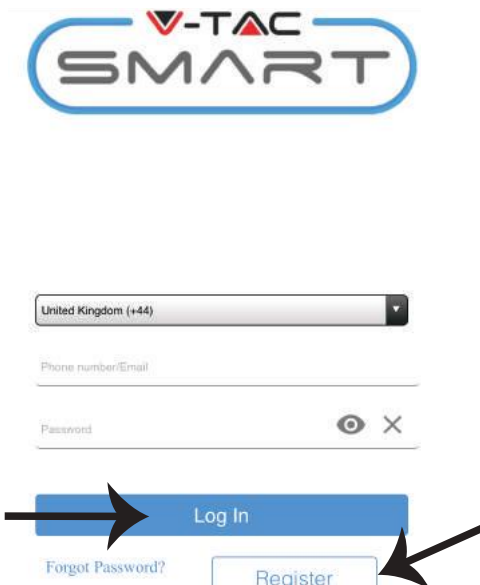 V-TAC
SMART
United Kingdom (+44)
Phone number/Email
Password
Log In
Forgot Password?
Register